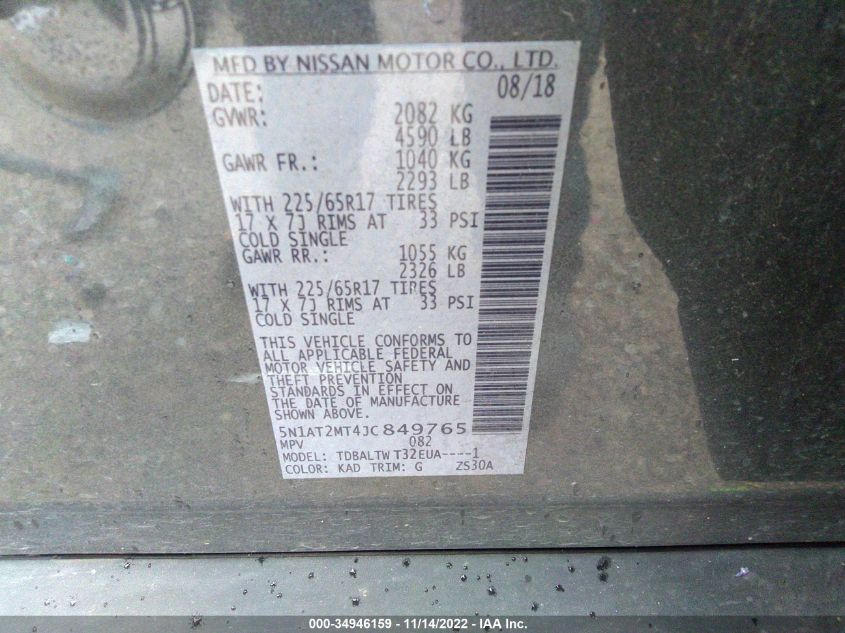 MFD BY NISSAN MOTOR CO., LTD.
DATE: 08/18
GVWR: 2082 KG
4590 LB
GAWR FR.: 1040 KG
2293 LB
WITH 225/65R17 TIRES
17 X 7J RIMS AT 33 PSI
COLD SINGLE
GAWR RR.: 1055 KG
2326 LB
WITH 225/65R17 TIRES
17 X 7J RIMS AT 33 PSI
COLD SINGLE
THIS VEHICLE CONFORMS TO
ALL APPLICABLE FEDERAL
MOTOR VEHICLE SAFETY AND
THEFT PREVENTION
STANDARDS IN EFFECT ON
THE DATE OF MANUFACTURE
SHOWN ABOVE.
5N1AT2MT4JC849765
MPV 082
MODEL: TDBALTW T32EUA----1
COLOR: KAD TRIM: G ZS30A
000-34946159 - 11/14/2022 - IAAI.com